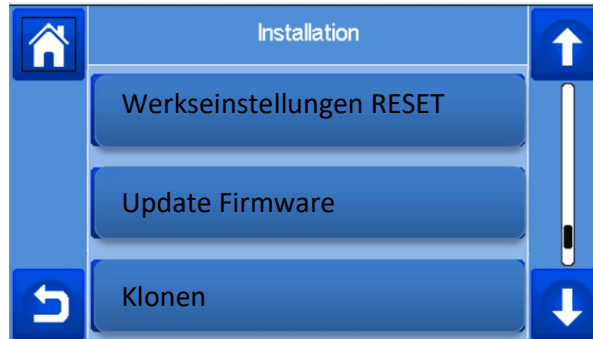 Installation
Werkseinstellungen RESET
Update Firmware
Klonen